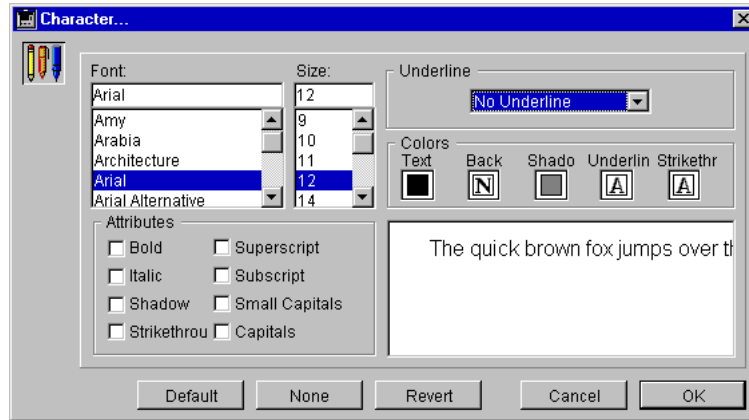 Character...
Font:
Size:
Arial
12
Amy
Arabia
Architecture
Arial
Arial Alternative
9
10
11
12
14
Underline
No Underline
Colors
Text Back Shado Underlin Strikethr
N A A
Attributes
Bold Superscript
Italic Subscript
Shadow Small Capitals
Strikethrou Capitals
The quick brown fox jumps over th
Default None Revert Cancel OK